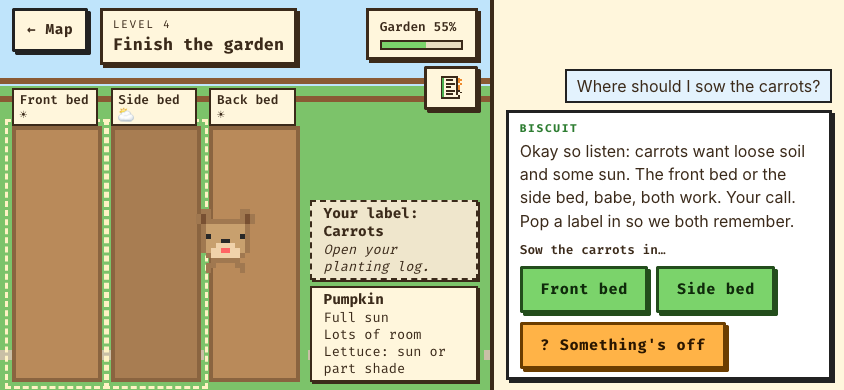 ← Map
LEVEL 4
Finish the garden
Garden 55%
Front bed
Side bed
Back bed
Your label:
Carrots
Open your
planting log.
Pumpkin
Full sun
Lots of room
Lettuce: sun or
part shade
Where should I sow the carrots?
BISCUIT
Okay so listen: carrots want loose soil
and some sun. The front bed or the
side bed, babe, both work. Your call.
Pop a label in so we both remember.
Sow the carrots in…
Front bed
Side bed
? Something's off